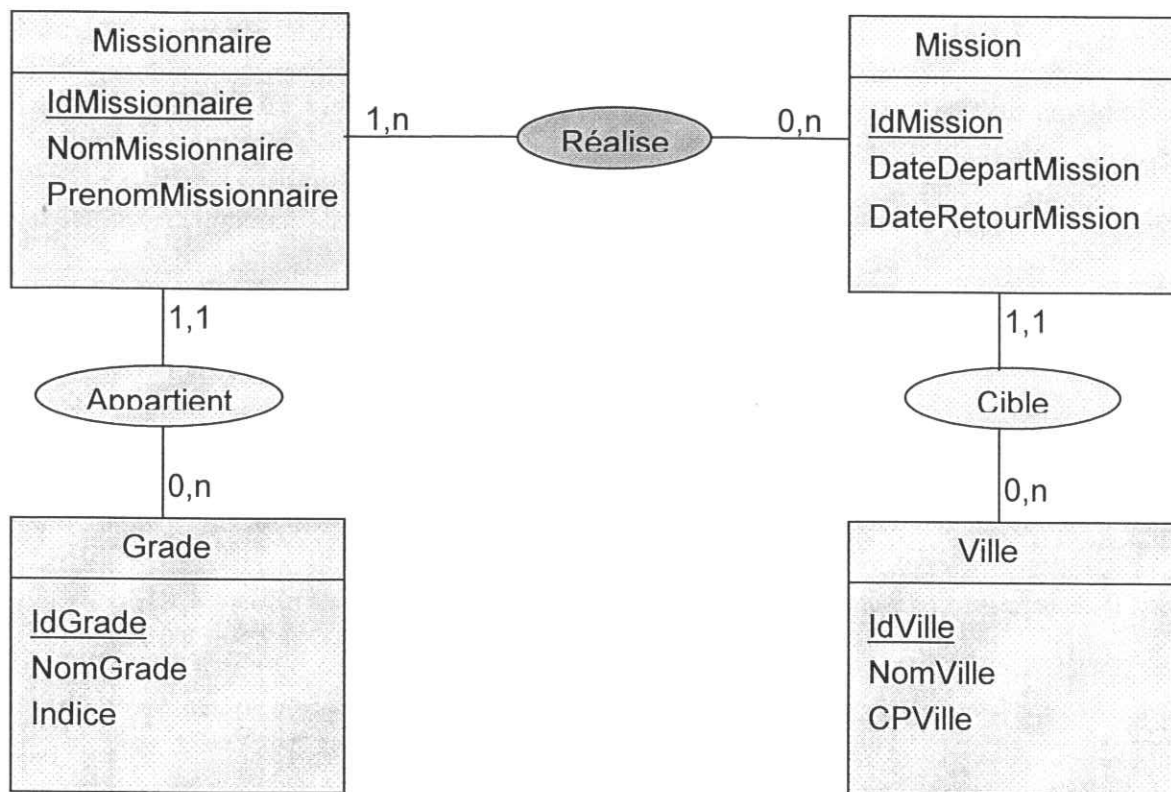 Missionnaire
IdMissionnaire
NomMissionnaire
PrenomMissionnaire
1,n
Réalise
0,n
Mission
IdMission
DateDepartMission
DateRetourMission
1,1
Appartient
0,n
1,1
Cible
0,n
Grade
IdGrade
NomGrade
Indice
Ville
IdVille
NomVille
CPVille